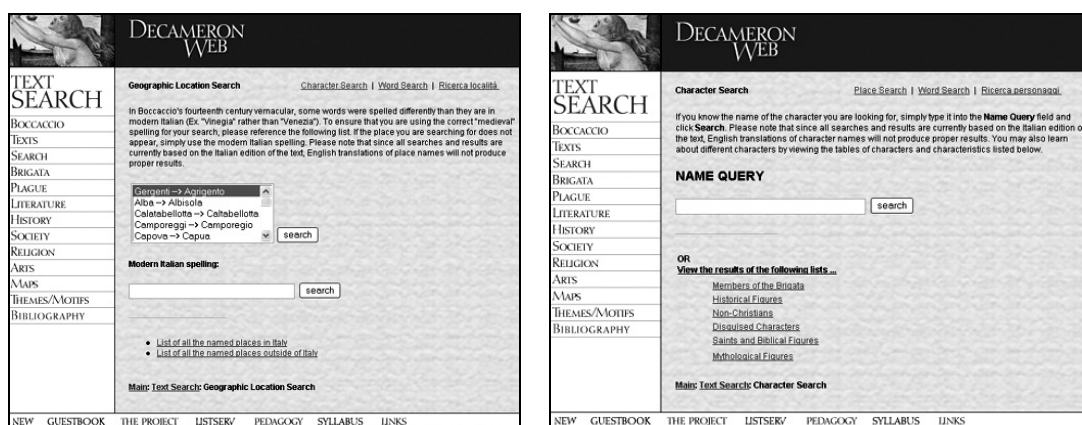 DECAMERON
WEB
TEXT
SEARCH
BOCCACCIO
TEXTS
SEARCH
BRIGATA
PLAGUE
LITERATURE
HISTORY
SOCIETY
RELIGION
ARTS
MAPS
THEMES/MOTIFS
BIBLIOGRAPHY
Geographic Location Search
Character Search | Word Search | Ricerca località
In Boccaccio's fourteenth century vernacular, some words were spelled differently than they are in
modern Italian (Ex. "Vinegia" rather than "Venezia"). To ensure that you are using the correct "medieval"
spelling for your search, please reference the following list. If the place you are searching for does not
appear, simply use the modern Italian spelling. Please note that since all searches and results are
currently based on the Italian edition of the text, English translations of place names will not produce
proper results.
Gergenti -> Agrigento
Alba -> Albisola
Calatabellotta -> Caltabellotta
Camporeggi -> Camporegio
Capova -> Capua
search
Modern Italian spelling:
search
• List of all the named places in Italy
• List of all the named places outside of Italy
Main: Text Search: Geographic Location Search
NEW GUESTBOOK THE PROJECT LISTSERV PEDAGOGY SYLLABUS LINKS
DECAMERON
WEB
TEXT
SEARCH
BOCCACCIO
TEXTS
SEARCH
BRIGATA
PLAGUE
LITERATURE
HISTORY
SOCIETY
RELIGION
ARTS
MAPS
THEMES/MOTIFS
BIBLIOGRAPHY
Character Search
Place Search | Word Search | Ricerca personaggi
If you know the name of the character you are looking for, simply type it into the Name Query field and
click Search. Please note that since all searches and results are currently based on the Italian edition o
the text, English translations of character names will not produce proper results. You may also learn
about different characters by viewing the tables of characters and characteristics listed below.
NAME QUERY
search
OR
View the results of the following lists ...
Members of the Brigata
Historical Figures
Non-Christians
Disguised Characters
Saints and Biblical Figures
Mythological Figures
Main: Text Search: Character Search
NEW GUESTBOOK THE PROJECT LISTSERV PEDAGOGY SYLLABUS LINKS